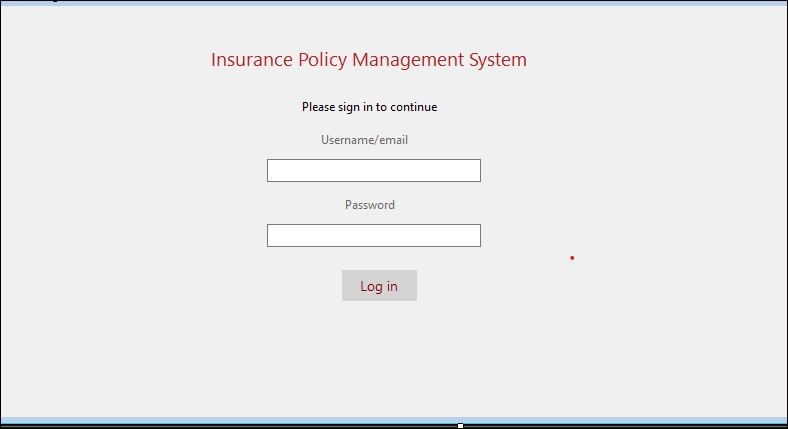 Insurance Policy Management System
Please sign in to continue
Username/email
Password
Log in